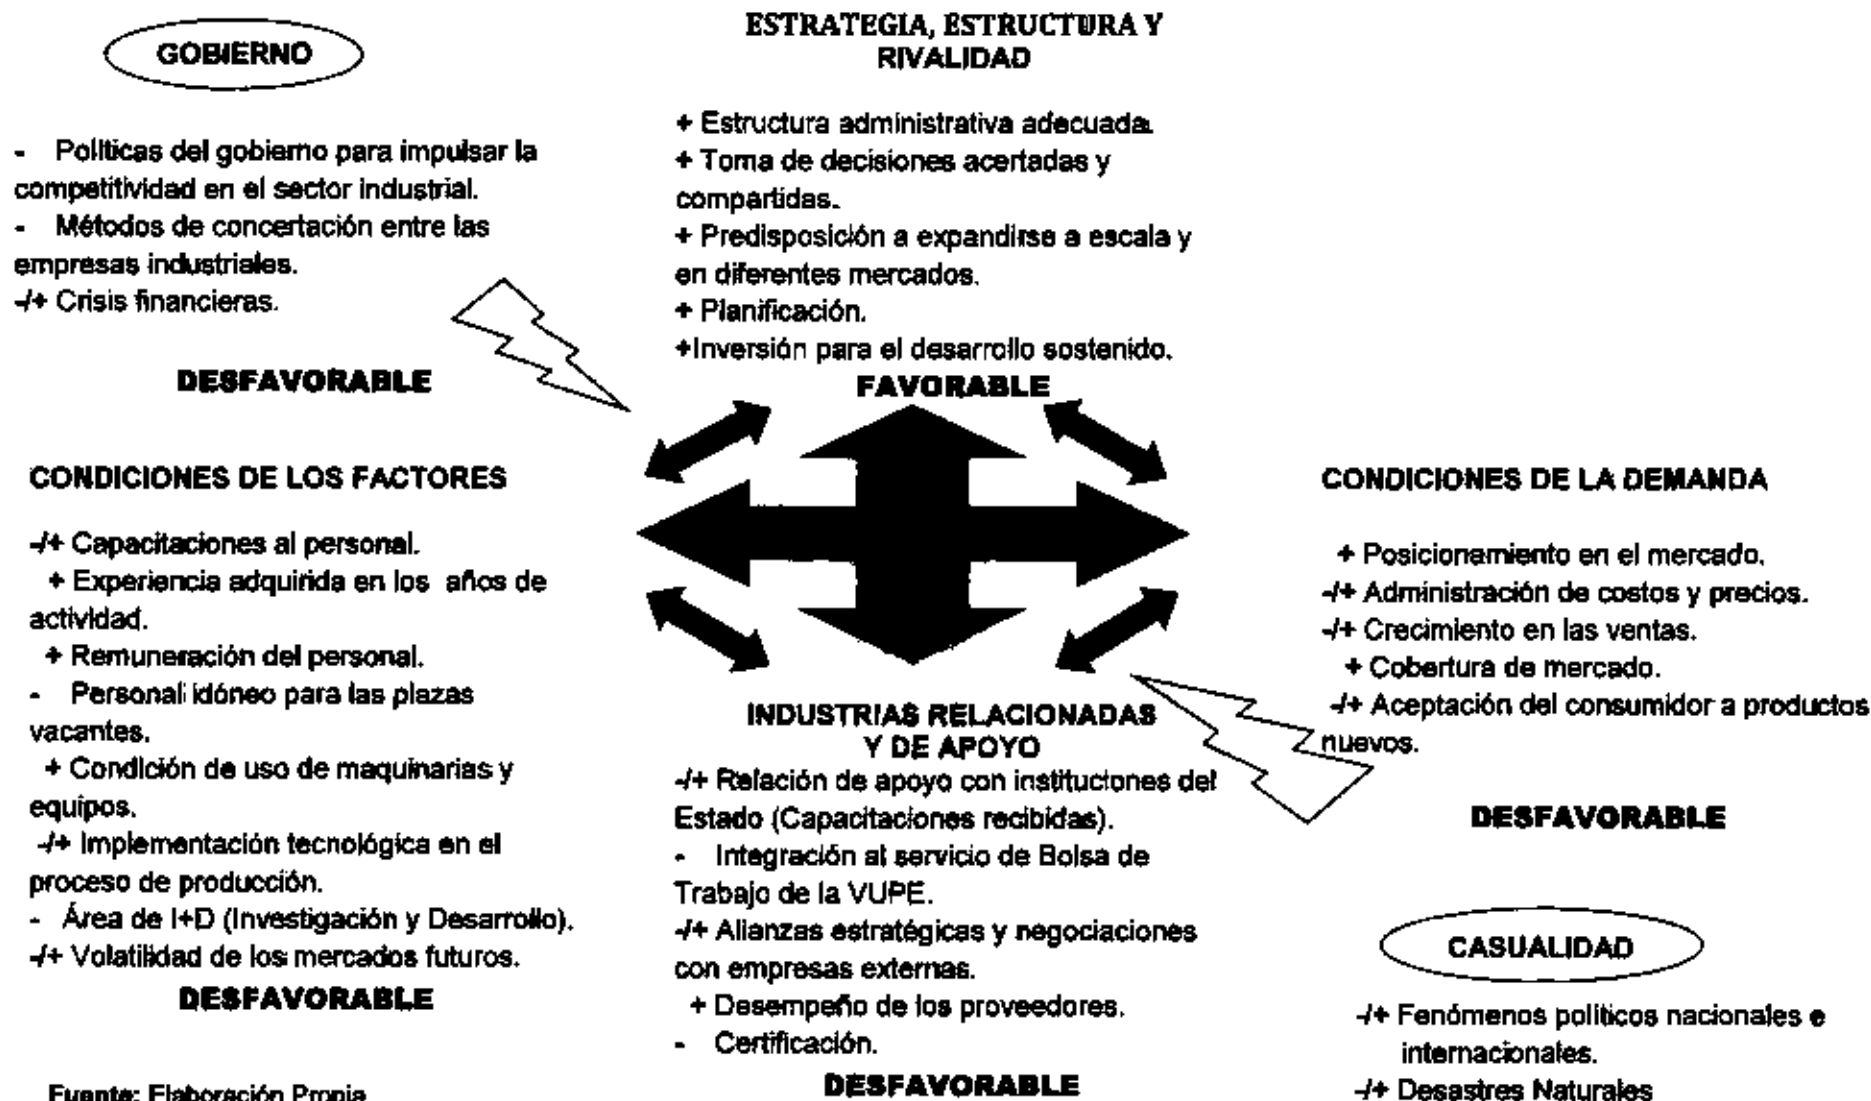 GOBIERNO
- Políticas del gobierno para impulsar la
competitividad en el sector industrial.
- Métodos de concertación entre las
empresas industriales.
-/+ Crisis financieras.
DESFAVORABLE
ESTRATEGIA, ESTRUCTURA Y
RIVALIDAD
+ Estructura administrativa adecuada.
+ Toma de decisiones acertadas y
compartidas.
+ Predisposición a expandirse a escala y
en diferentes mercados.
+ Planificación.
+Inversión para el desarrollo sostenido.
FAVORABLE
CONDICIONES DE LOS FACTORES
-/+ Capacitaciones al personal.
+ Experiencia adquirida en los años de
actividad.
+ Remuneración del personal.
- Personal idóneo para las plazas
vacantes.
+ Condición de uso de maquinarias y
equipos.
-/+ Implementación tecnológica en el
proceso de producción.
- Área de I+D (Investigación y Desarrollo).
-/+ Volatilidad de los mercados futuros.
DESFAVORABLE
CONDICIONES DE LA DEMANDA
+ Posicionamiento en el mercado.
-/+ Administración de costos y precios.
-/+ Crecimiento en las ventas.
+ Cobertura de mercado.
-/+ Aceptación del consumidor a productos
nuevos.
DESFAVORABLE
INDUSTRIAS RELACIONADAS
Y DE APOYO
-/+ Relación de apoyo con instituciones del
Estado (Capacitaciones recibidas).
- Integración al servicio de Bolsa de
Trabajo de la VUPE.
-/+ Alianzas estratégicas y negociaciones
con empresas externas.
+ Desempeño de los proveedores.
- Certificación.
DESFAVORABLE
CASUALIDAD
-/+ Fenómenos políticos nacionales e
internacionales.
-/+ Desastres Naturales
Fuente: Elaboración Propia